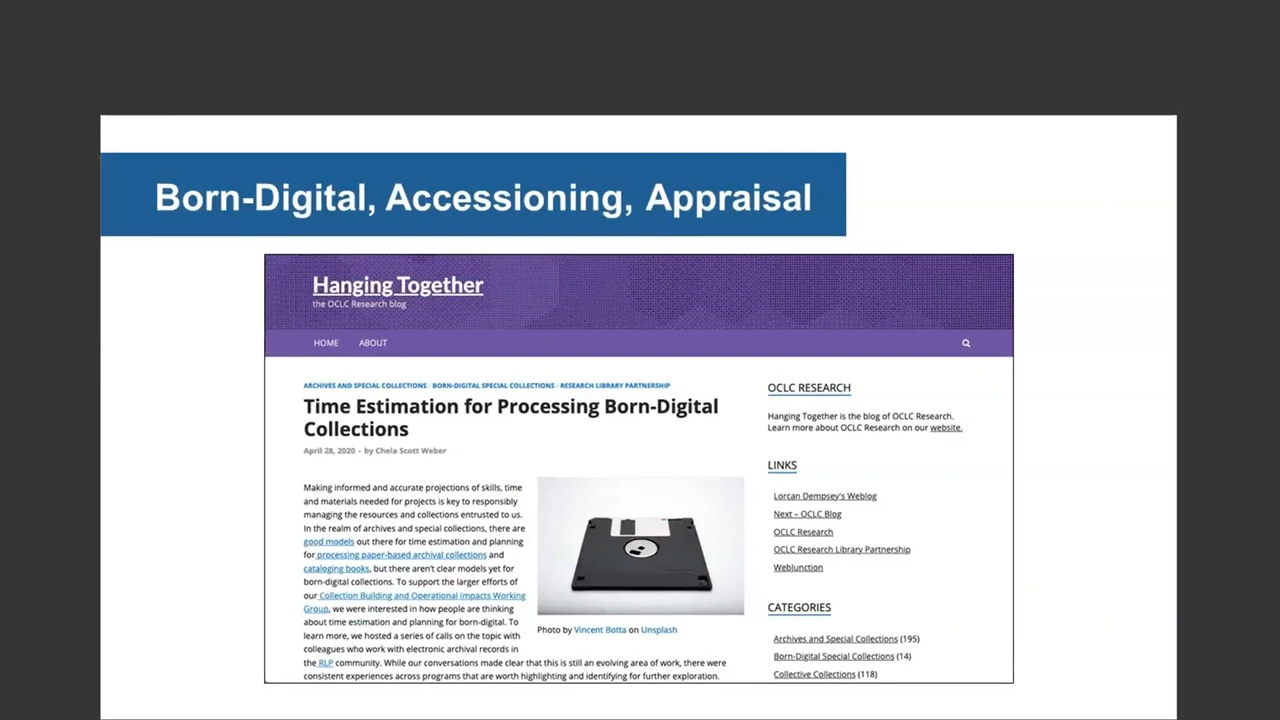 Born-Digital, Accessioning, Appraisal
Hanging Together
the OCLC Research blog
HOME
ABOUT
ARCHIVES AND SPECIAL COLLECTIONS / BORN-DIGITAL SPECIAL COLLECTIONS / RESEARCH LIBRARY PARTNERSHIP
Time Estimation for Processing Born-Digital
Collections
April 28, 2020 - by Chela Scott Weber
Making informed and accurate projections of skills, time
and materials needed for projects is key to responsibly
managing the resources and collections entrusted to us.
In the realm of archives and special collections, there are
good models out there for time estimation and planning
for processing paper-based archival collections and
cataloging books, but there aren't clear models yet for
born-digital collections. To support the larger efforts of
our Collection Building and Operational Impacts Working
Group, we were interested in how people are thinking
about time estimation and planning for born-digital. To
learn more, we hosted a series of calls on the topic with
colleagues who work with electronic archival records in
the RLP community. While our conversations made clear that this is still an evolving area of work, there were
consistent experiences across programs that are worth highlighting and identifying for further exploration.
Photo by Vincent Botta on Unsplash
OCLC RESEARCH
Hanging Together is the blog of OCLC Research.
Learn more about OCLC Research on our website.
LINKS
Lorcan Dempsey's Weblog
Next – OCLC Blog
OCLC Research
OCLC Research Library Partnership
WebJunction
CATEGORIES
Archives and Special Collections (195)
Born-Digital Special Collections (14)
Collective Collections (118)